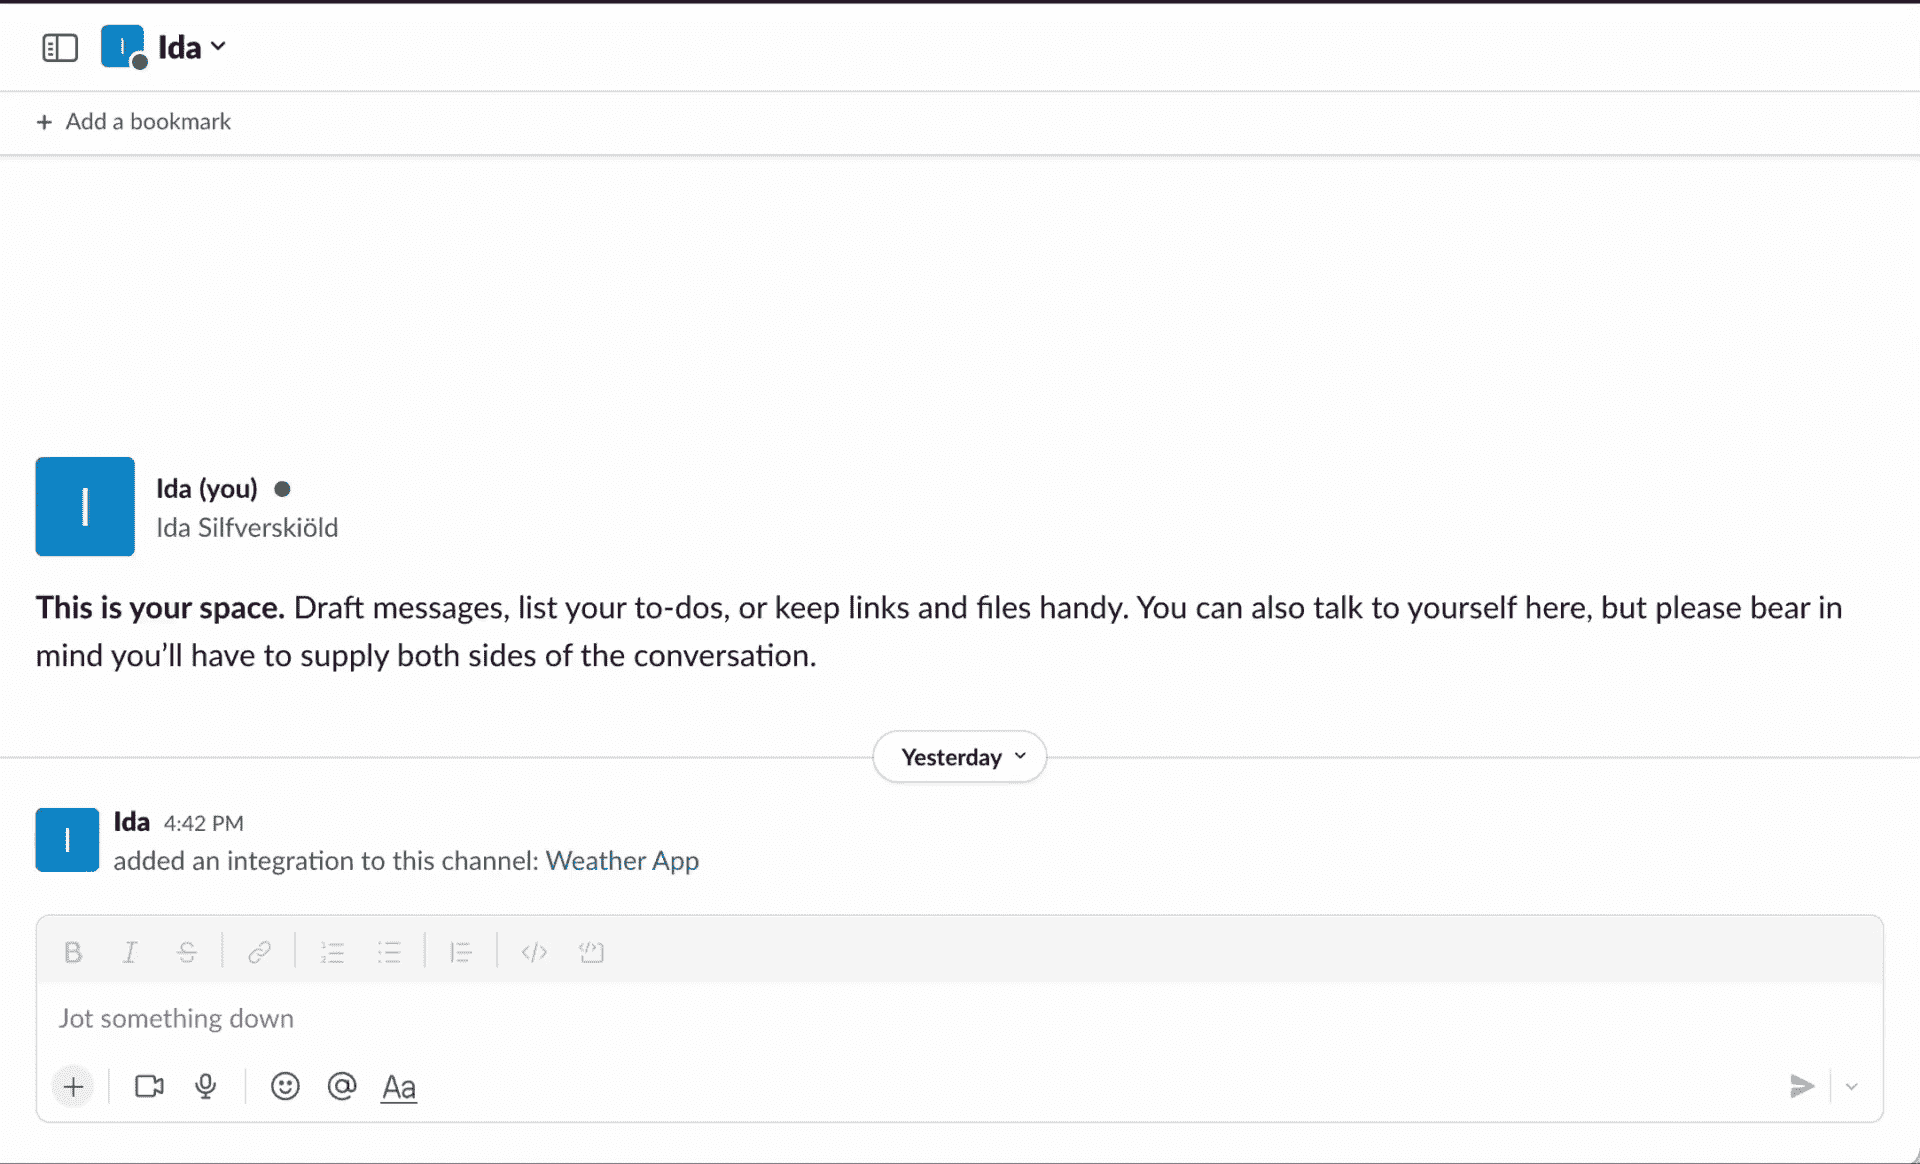 I Ida
+ Add a bookmark
I
Ida (you)
Ida Silfverskiöld
This is your space. Draft messages, list your to-dos, or keep links and files handy. You can also talk to yourself here, but please bear in
mind you’ll have to supply both sides of the conversation.
Yesterday
I
Ida 4:42 PM
added an integration to this channel: Weather App
B I S
Jot something down
+ @ Aa